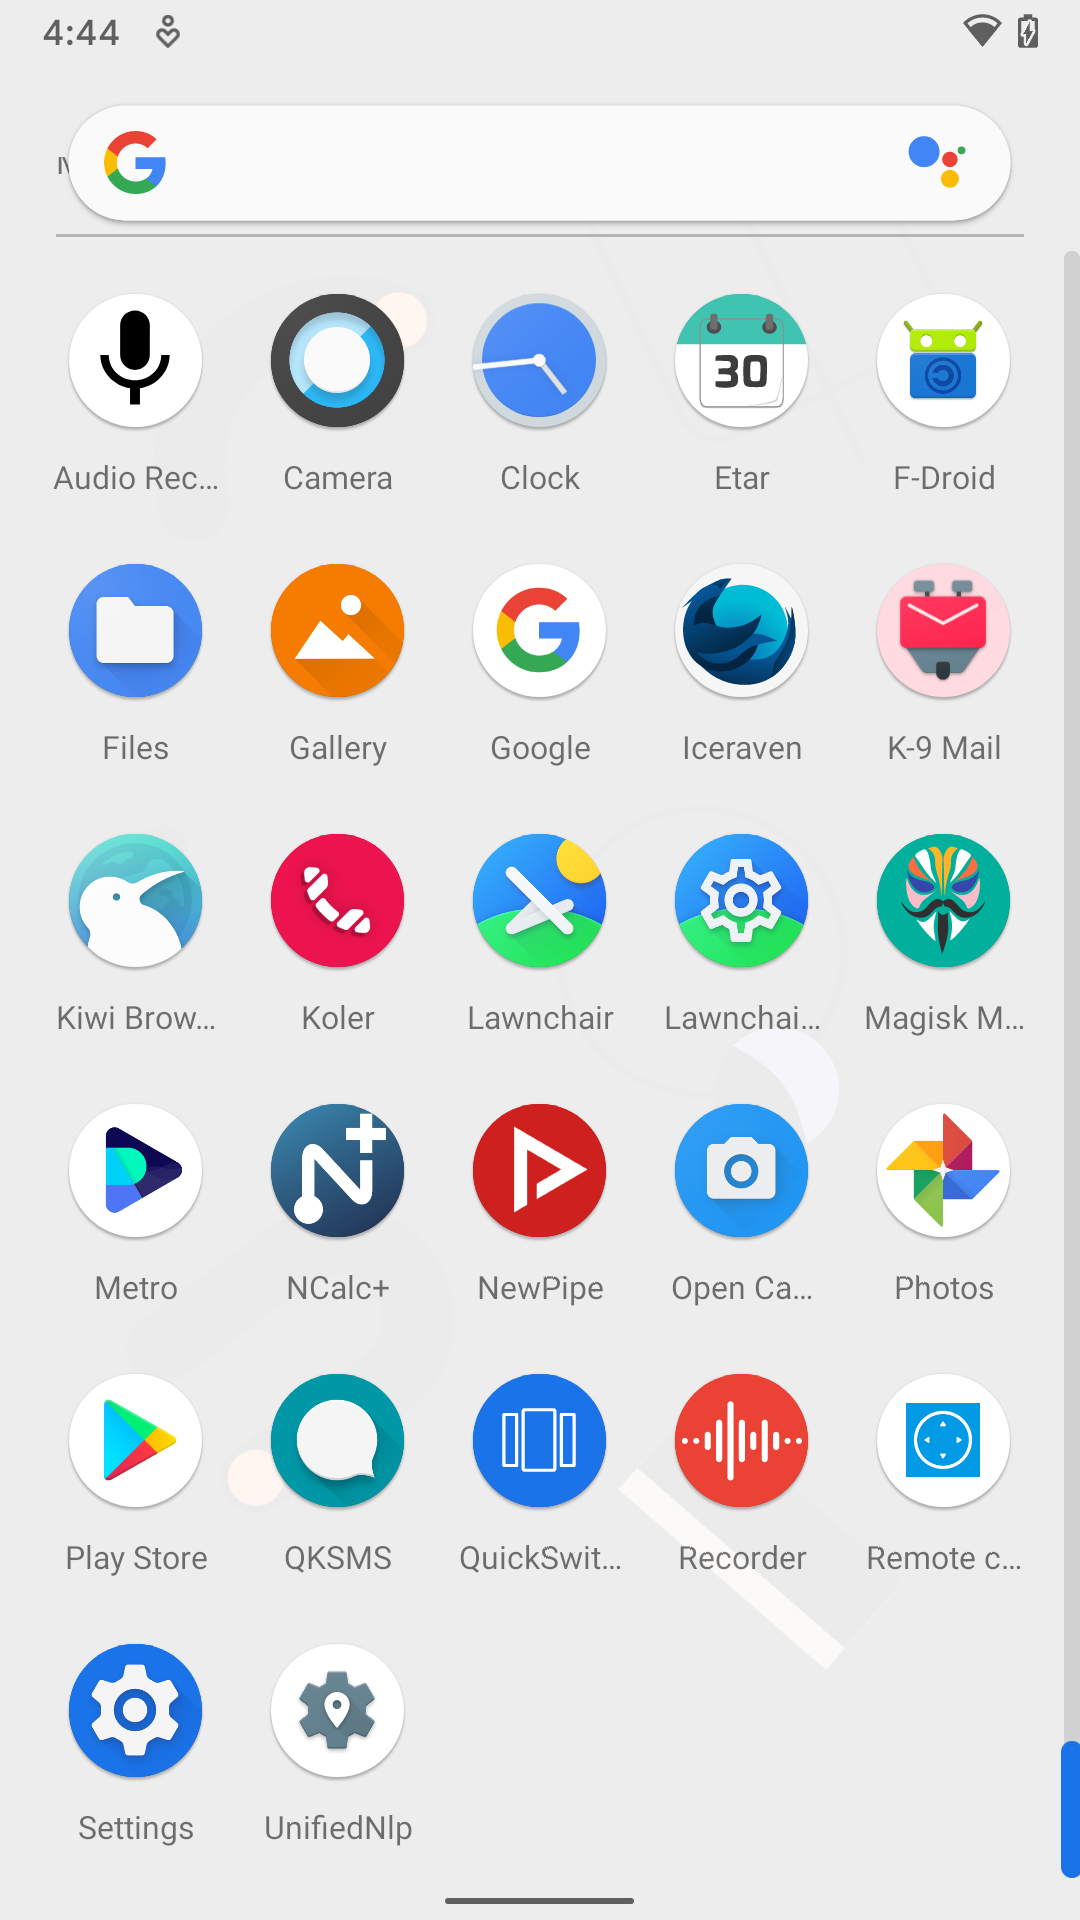 4:44
30
Audio Rec...
Camera
Clock
Etar
F-Droid
Files
Gallery
Google
Iceraven
K-9 Mail
Kiwi Brow...
Koler
Lawnchair
Lawnchai...
Magisk M...
Metro
NCalc+
NewPipe
Open Ca...
Photos
Play Store
QKSMS
QuickSwit...
Recorder
Remote c...
Settings
UnifiedNlp